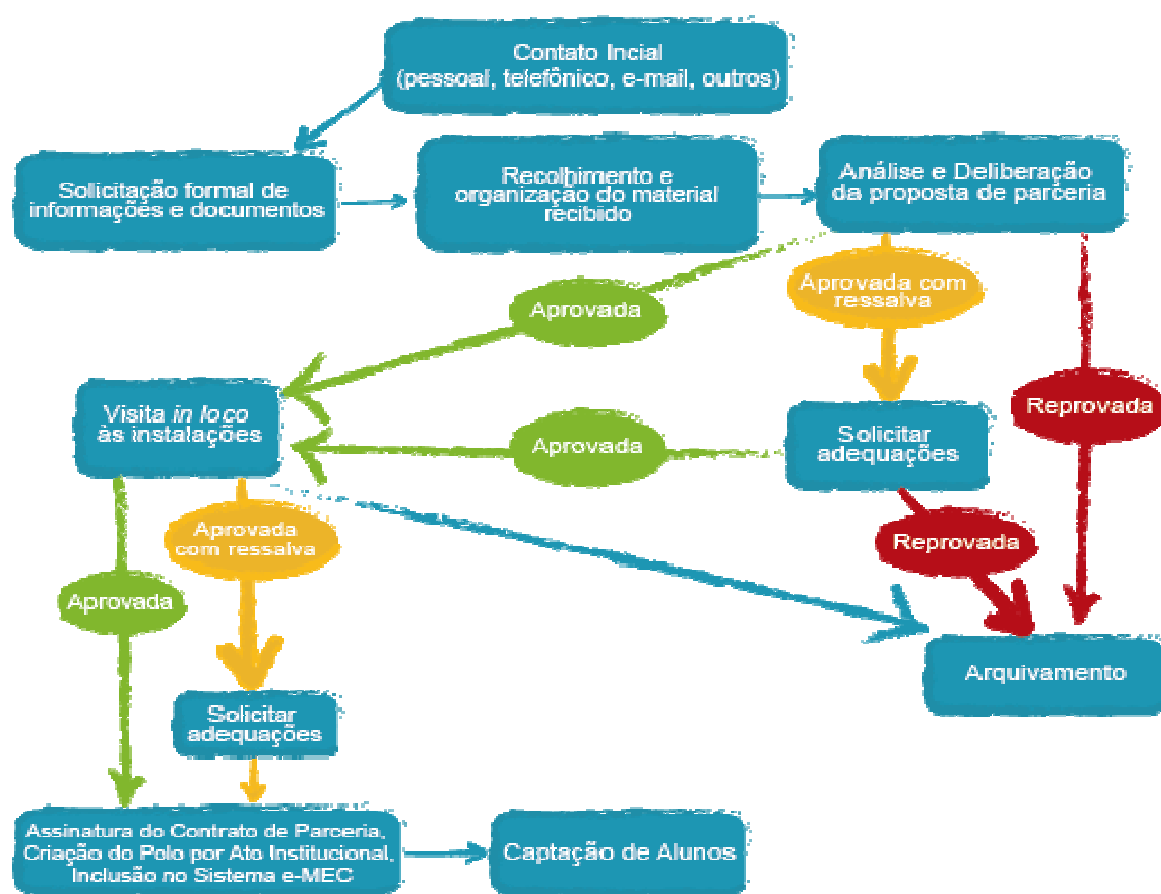 Contato Incial
(pessoal, telefônico, e-mail, outros)
Solicitação formal de
informações e documentos
Recolhimento e
organização do material
recibido
Análise e Deliberação
da proposta de parceria
Aprovada
Aprovada com
ressalva
Reprovada
Visita in loco
às instalações
Aprovada
Solicitar
adequações
Reprovada
Aprovada
com ressalva
Aprovada
Arquivamento
Solicitar
adequações
Assinatura do Contrato de Parceria,
Criação do Polo por Ato Institucional,
Inclusão no Sistema e-MEC
Captação de Alunos